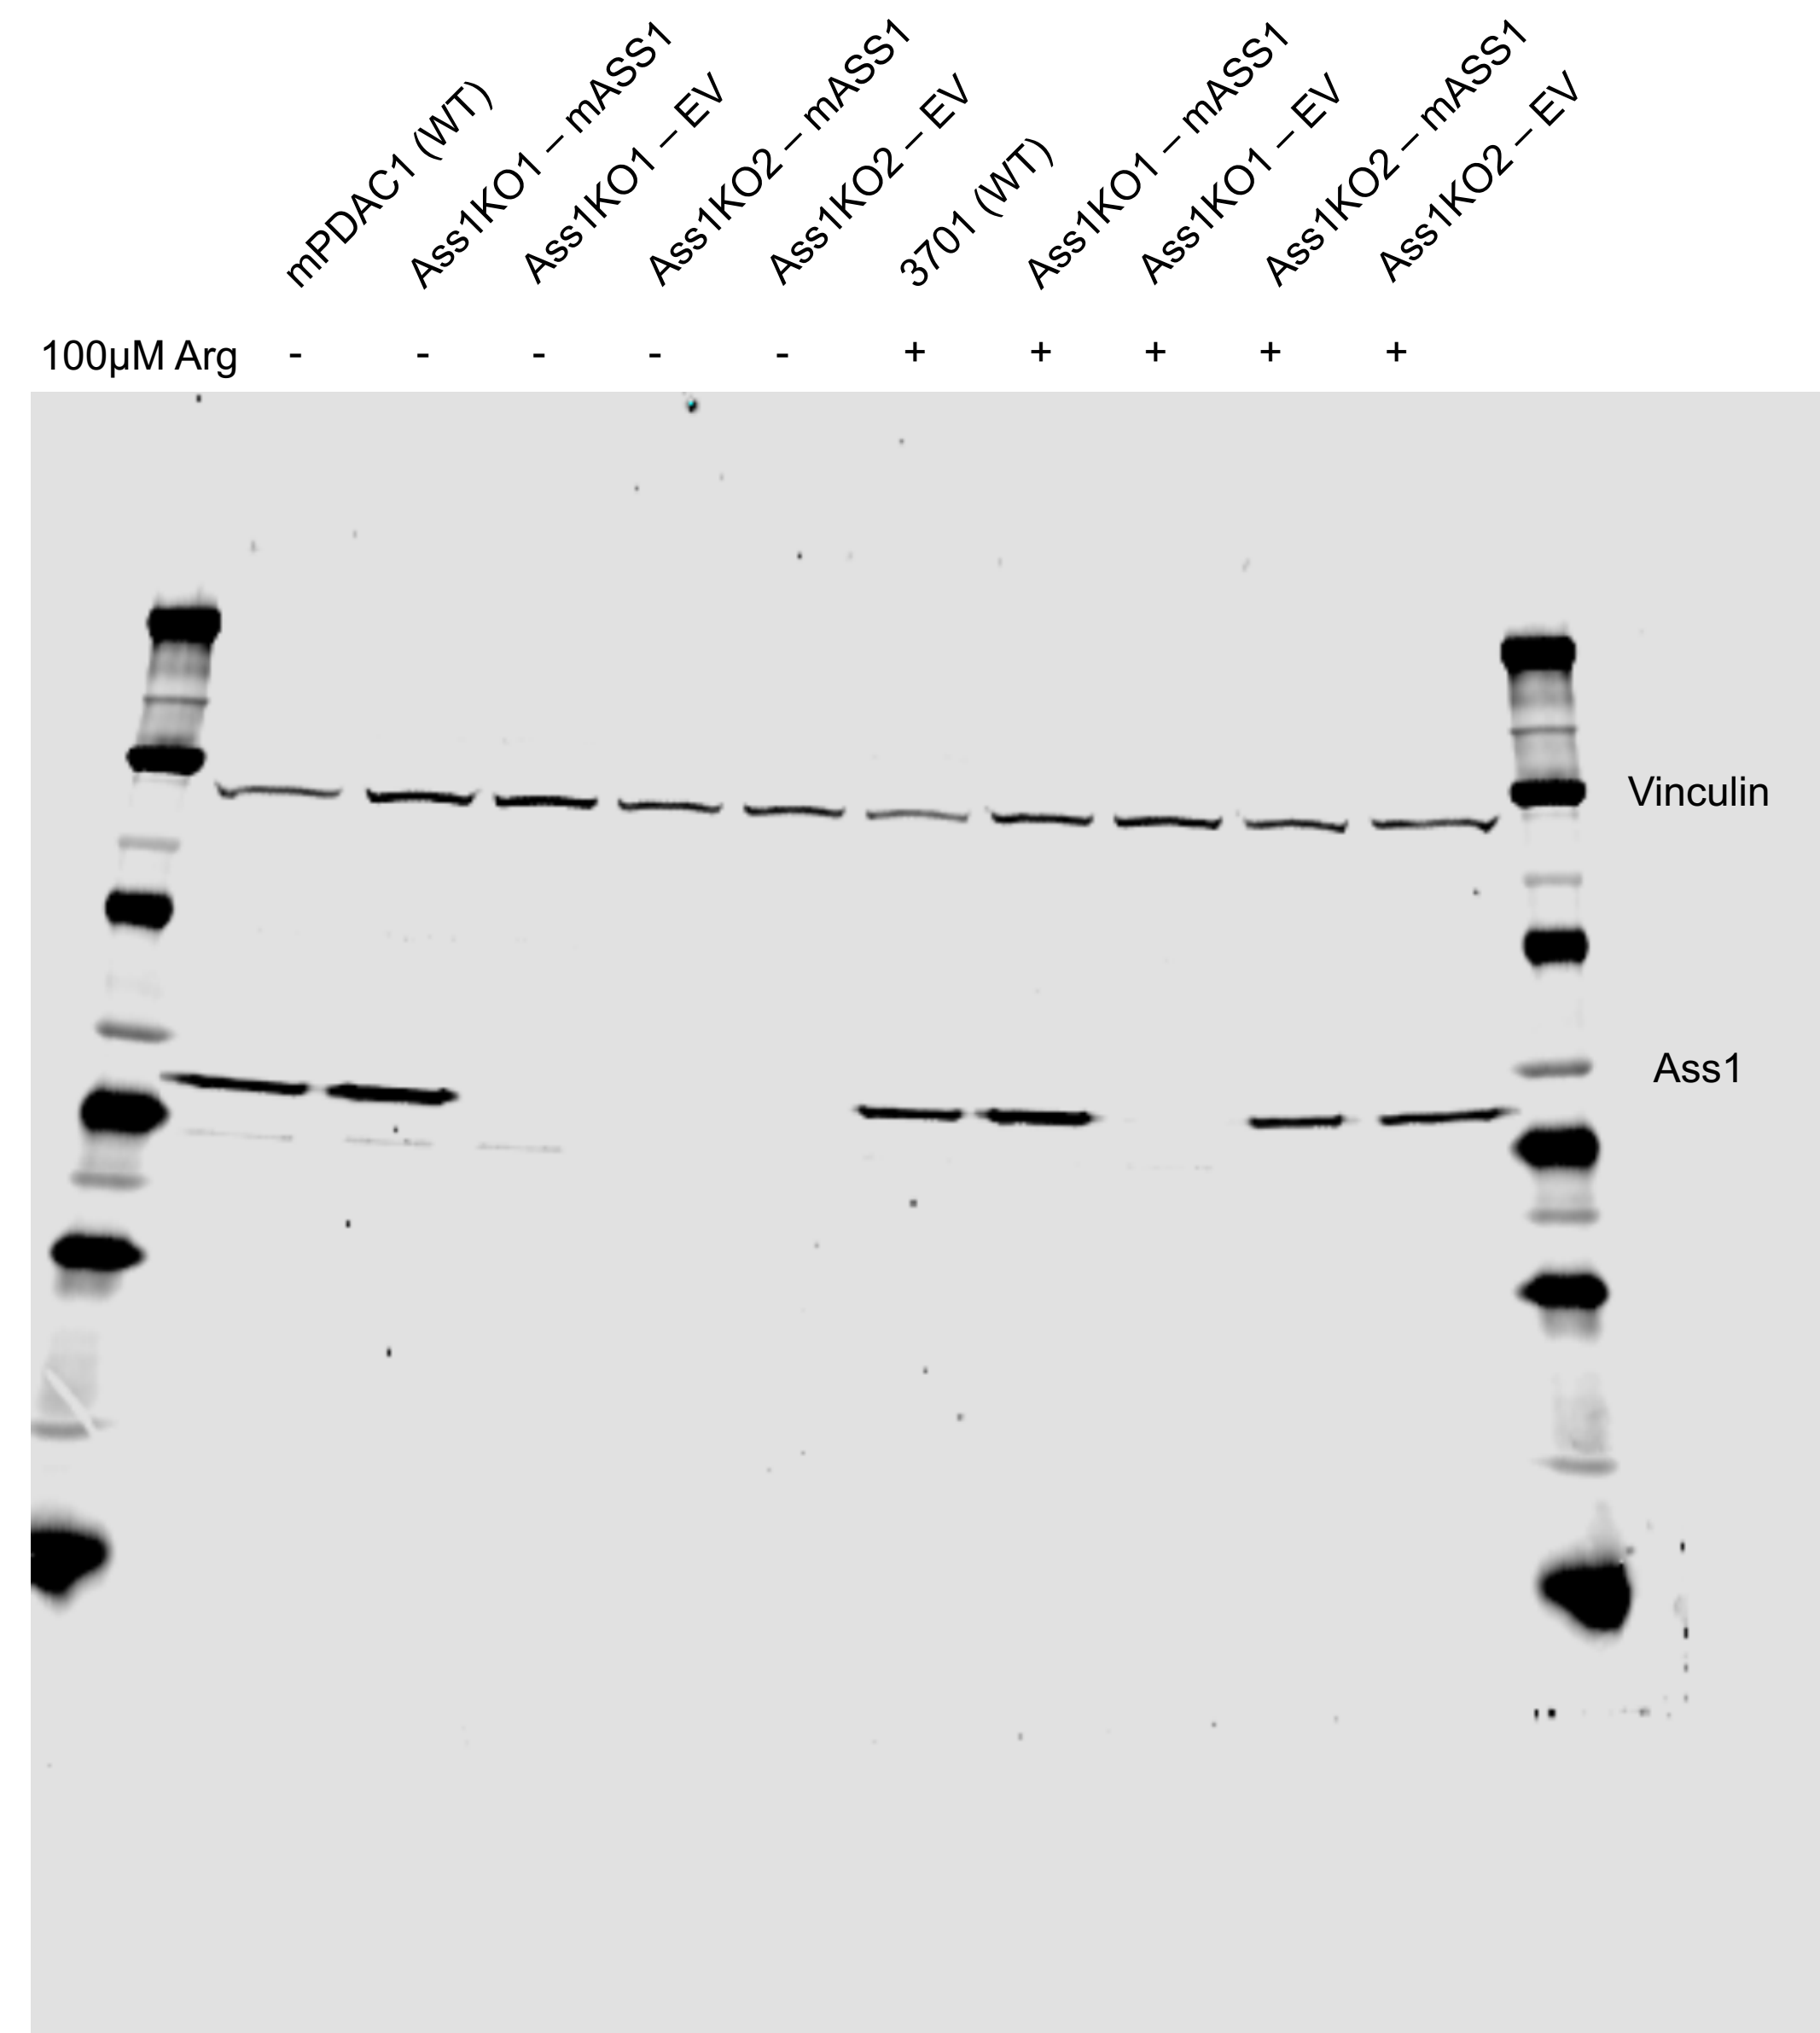 mPDAC1 (WT)
Ass1KO1 – mASS1
Ass1KO1 – EV
Ass1KO2 – mASS1
Ass1KO2 – EV
3701 (WT)
Ass1KO1 – mASS1
Ass1KO1 – EV
Ass1KO2 – mASS1
Ass1KO2 – EV
100µM Arg - - - - - + + + + +
Vinculin
Ass1